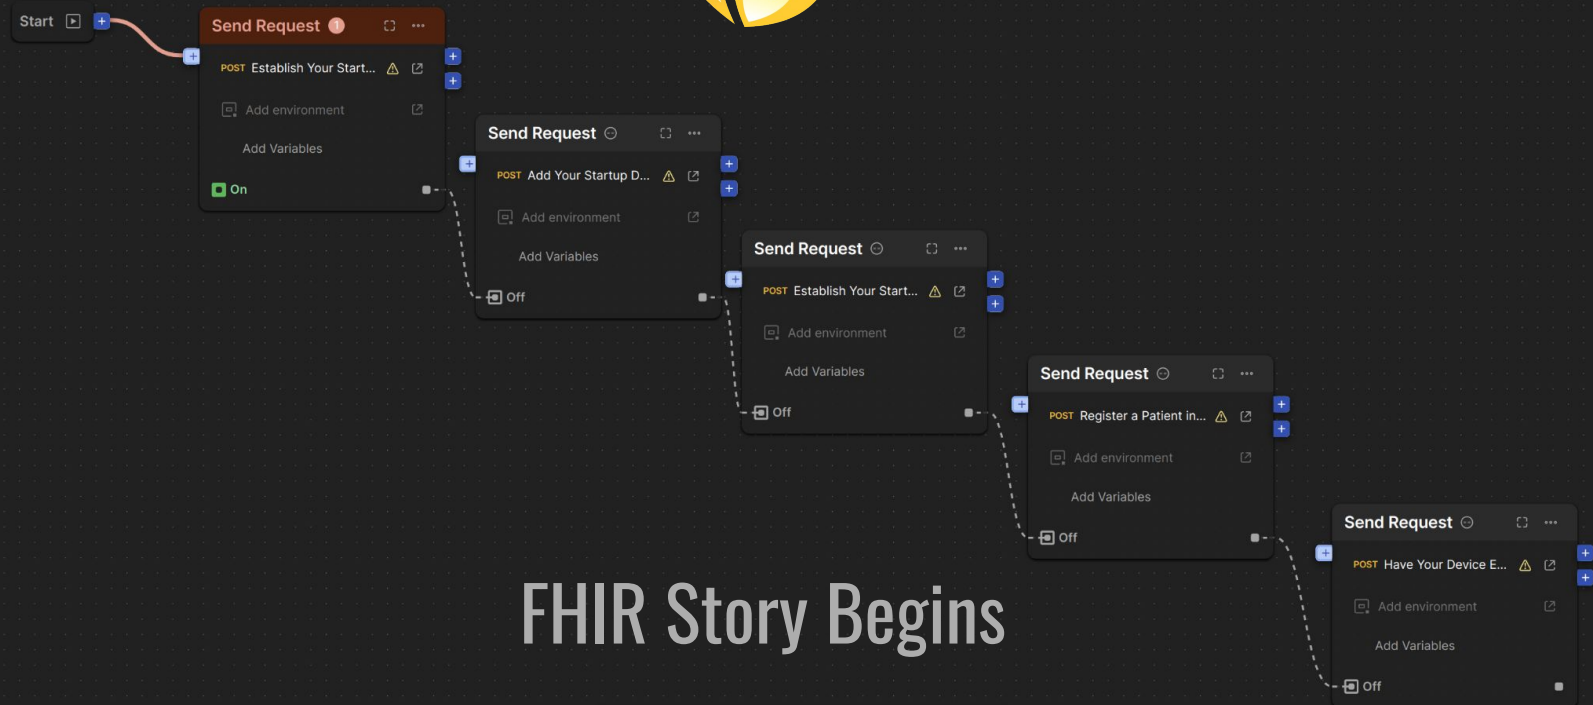 Start
Send Request 1
POST Establish Your Start...
Add environment
Add Variables
On
Send Request
POST Add Your Startup D...
Add environment
Add Variables
Off
Send Request
POST Establish Your Start...
Add environment
Add Variables
Off
Send Request
POST Register a Patient in...
Add environment
Add Variables
Off
Send Request
POST Have Your Device E...
Add environment
Add Variables
Off
FHIR Story Begins